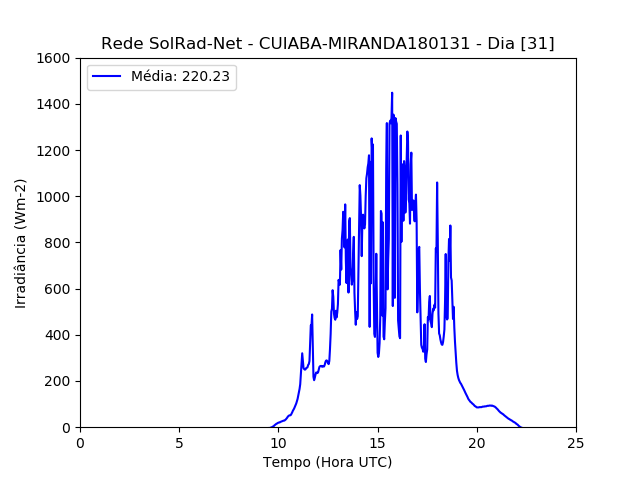 Rede SolRad-Net - CUIABA-MIRANDA180131 - Dia [31]
Média: 220.23
Irradiância (Wm-2)
1600
1400
1200
1000
800
600
400
200
0
0 5 10 15 20 25
Tempo (Hora UTC)